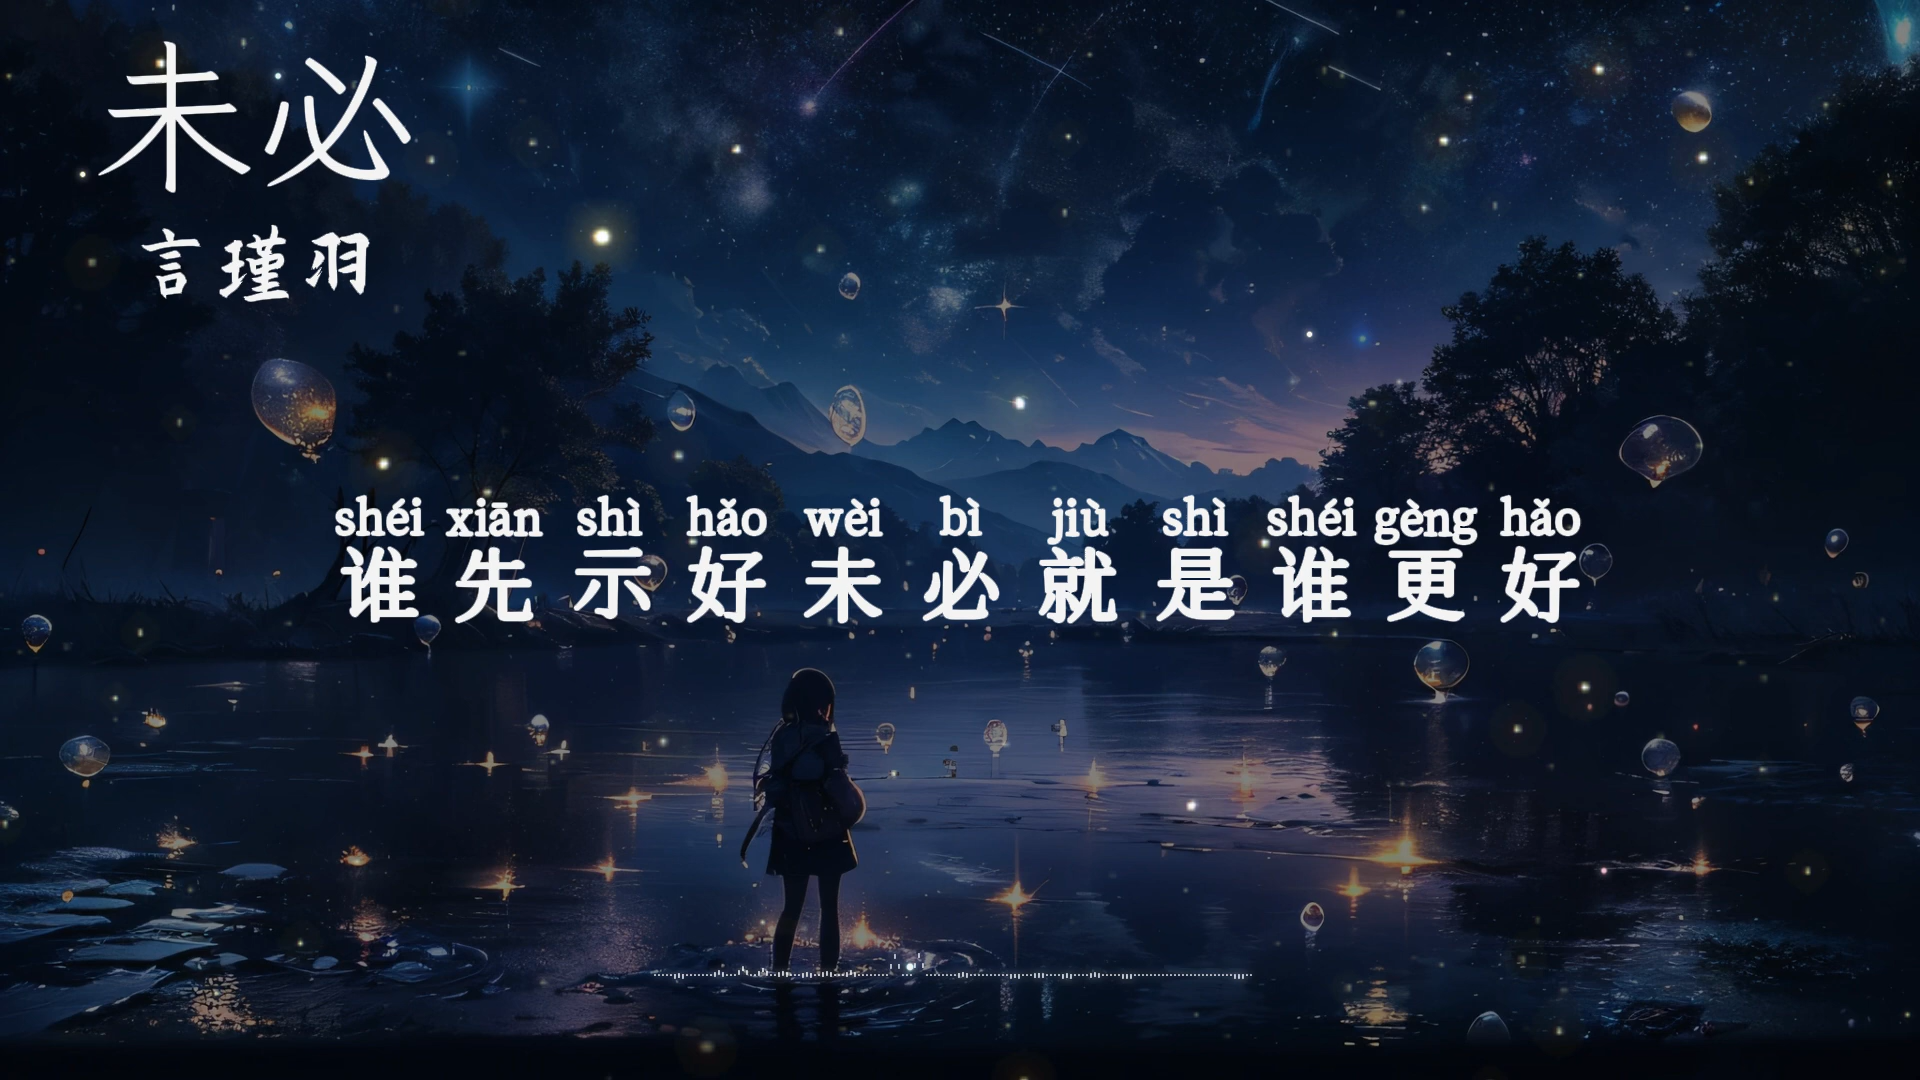 未必
言瑾羽
shéi xiān shì hǎo wèi bì jiù shì shéi gèng hǎo
谁先示好未必就是谁更好